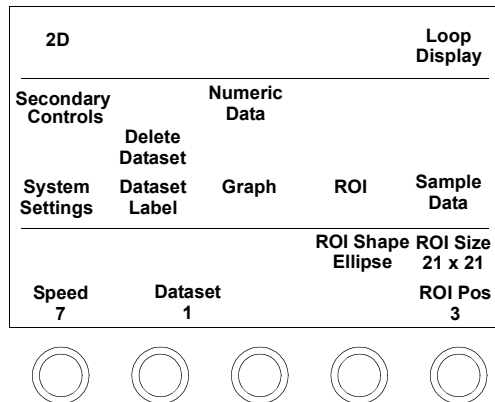 2D Loop
Display
Secondary Numeric
Controls Data
Delete
Dataset
System Dataset Graph ROI Sample
Settings Label Data
ROI Shape ROI Size
Ellipse 21 x 21
Speed Dataset ROI Pos
7 1 3